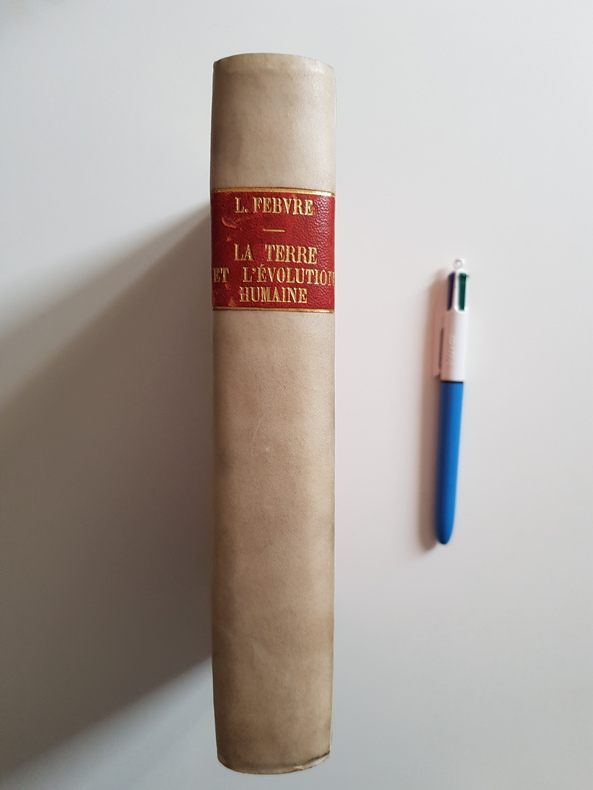 L. FEBVRE
LA TERRE
ET L'ÉVOLUTION
HUMAINE